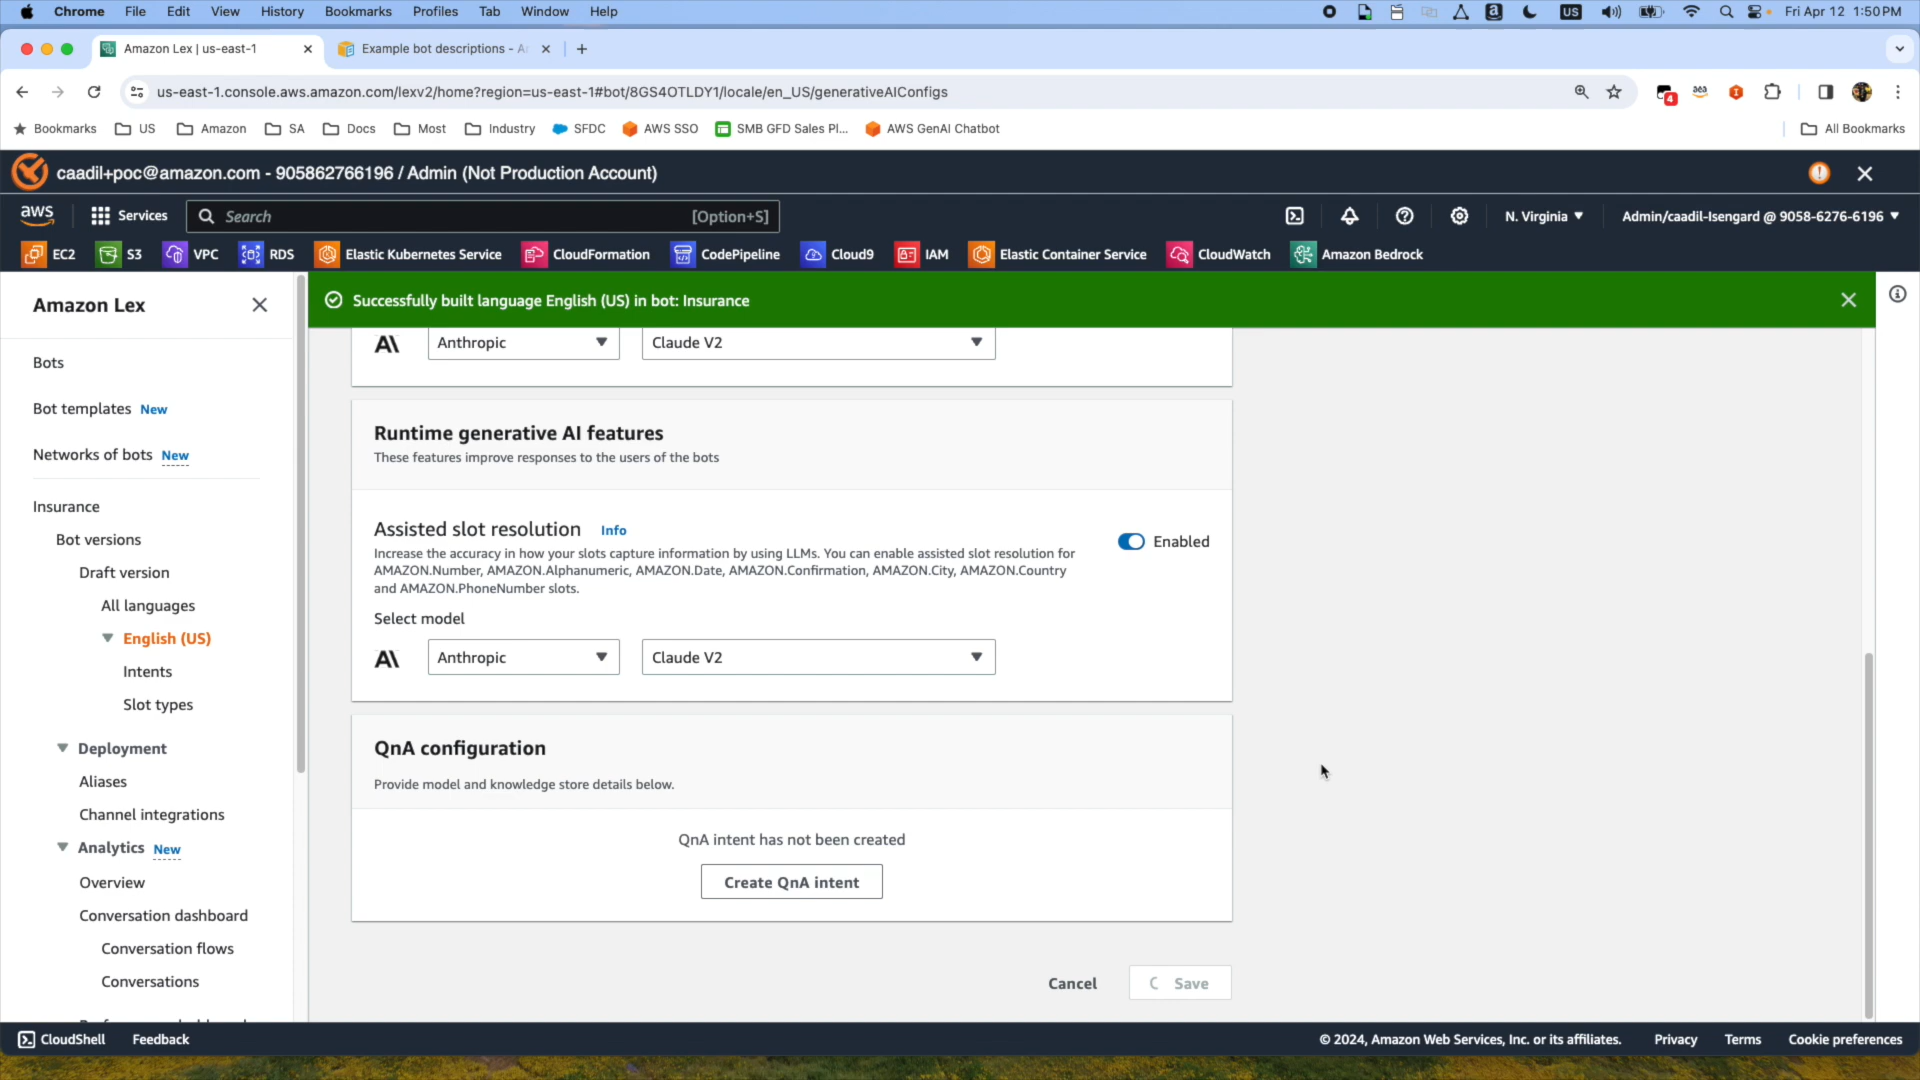 Chrome File Edit View History Bookmarks Profiles Tab Window Help US Fri Apr 12 1:50 PM
Amazon Lex | us-east-1 Example bot descriptions -
us-east-1.console.aws.amazon.com/lexv2/home?region=us-east-1#bot/8GS4OTLDY1/locale/en_US/generativeAIConfigs 4
Bookmarks US Amazon SA Docs Most Industry SFDC AWS SSO SMB GFD Sales Pl... AWS GenAI Chatbot All Bookmarks
caadil+poc@amazon.com - 905862766196 / Admin (Not Production Account)
aws Services Search [Option+S] N. Virginia Admin/caadil-Isengard @ 9058-6276-6196
EC2 S3 VPC RDS Elastic Kubernetes Service CloudFormation CodePipeline Cloud9 IAM Elastic Container Service CloudWatch Amazon Bedrock
Amazon Lex
Bots
Bot templates New
Networks of bots New
Insurance
Bot versions
Draft version
All languages
English (US)
Intents
Slot types
Deployment
Aliases
Channel integrations
Analytics New
Overview
Conversation dashboard
Conversation flows
Conversations
Successfully built language English (US) in bot: Insurance
A\ Anthropic Claude V2
Runtime generative AI features
These features improve responses to the users of the bots
Assisted slot resolution Info
Enabled
Increase the accuracy in how your slots capture information by using LLMs. You can enable assisted slot resolution for
AMAZON.Number, AMAZON.Alphanumeric, AMAZON.Date, AMAZON.Confirmation, AMAZON.City, AMAZON.Country
and AMAZON.PhoneNumber slots.
Select model
A\ Anthropic Claude V2
QnA configuration
Provide model and knowledge store details below.
QnA intent has not been created
Create QnA intent
Cancel Save
CloudShell Feedback © 2024, Amazon Web Services, Inc. or its affiliates. Privacy Terms Cookie preferences